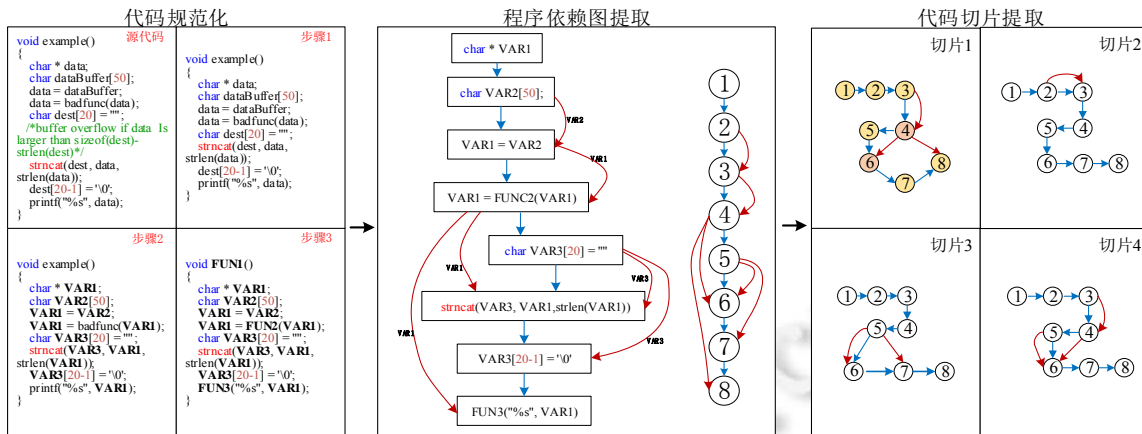 代码规范化
源代码
void example()
{
char * data;
char dataBuffer[50];
data = dataBuffer;
data = badfunc(data);
char dest[20] = "";
/*buffer overflow if data Is
larger than sizeof(dest)-
strlen(dest)*/
strncat(dest, data,
strlen(data));
dest[20-1] = '\0';
printf("%s", data);
}
步骤1
void example()
{
char * data;
char dataBuffer[50];
data = dataBuffer;
data = badfunc(data);
char dest[20] = "";
strncat(dest, data,
strlen(data));
dest[20-1] = '\0';
printf("%s", data);
}
步骤2
void example()
{
char * VAR1;
char VAR2[50];
VAR1 = VAR2;
VAR1 = badfunc(VAR1);
char VAR3[20] = "";
strncat(VAR3, VAR1,
strlen(VAR1));
VAR3[20-1] = '\0';
printf("%s", VAR1);
}
步骤3
void FUN1()
{
char * VAR1;
char VAR2[50];
VAR1 = VAR2;
VAR1 = FUN2(VAR1);
char VAR3[20] = "";
strncat(VAR3, VAR1,
strlen(VAR1));
VAR3[20-1] = '\0';
FUN3("%s", VAR1);
}
程序依赖图提取
char * VAR1
char VAR2[50];
VAR2
VAR1 = VAR2
VAR1
VAR1 = FUNC2(VAR1)
char VAR3[20] = ""
VAR1
VAR3
strncat(VAR3, VAR1,strlen(VAR1))
VAR1
VAR3
VAR3[20-1] = '\0'
FUN3("%s", VAR1)
1
2
3
4
5
6
7
8
代码切片提取
切片1
1 2 3
5 4
6 8
7
切片2
1 2 3
5 4
6 7 8
切片3
1 2 3
5 4
6 7 8
切片4
1 2 3
5 4
6 7 8